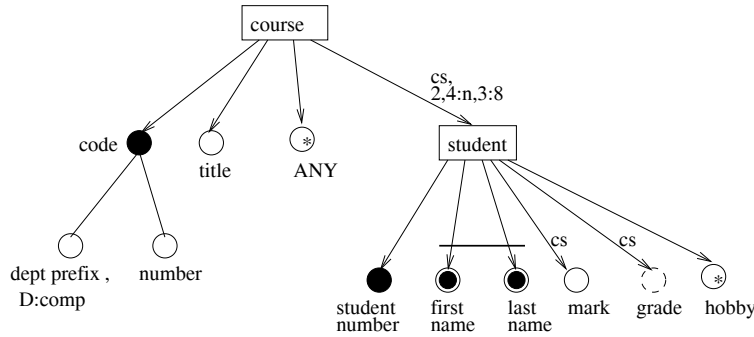 course
cs,
2,4:n,3:8
code
title
*
ANY
student
cs
cs
dept prefix ,
D:comp
number
*
student
number
first
name
last
name
mark
grade
hobby